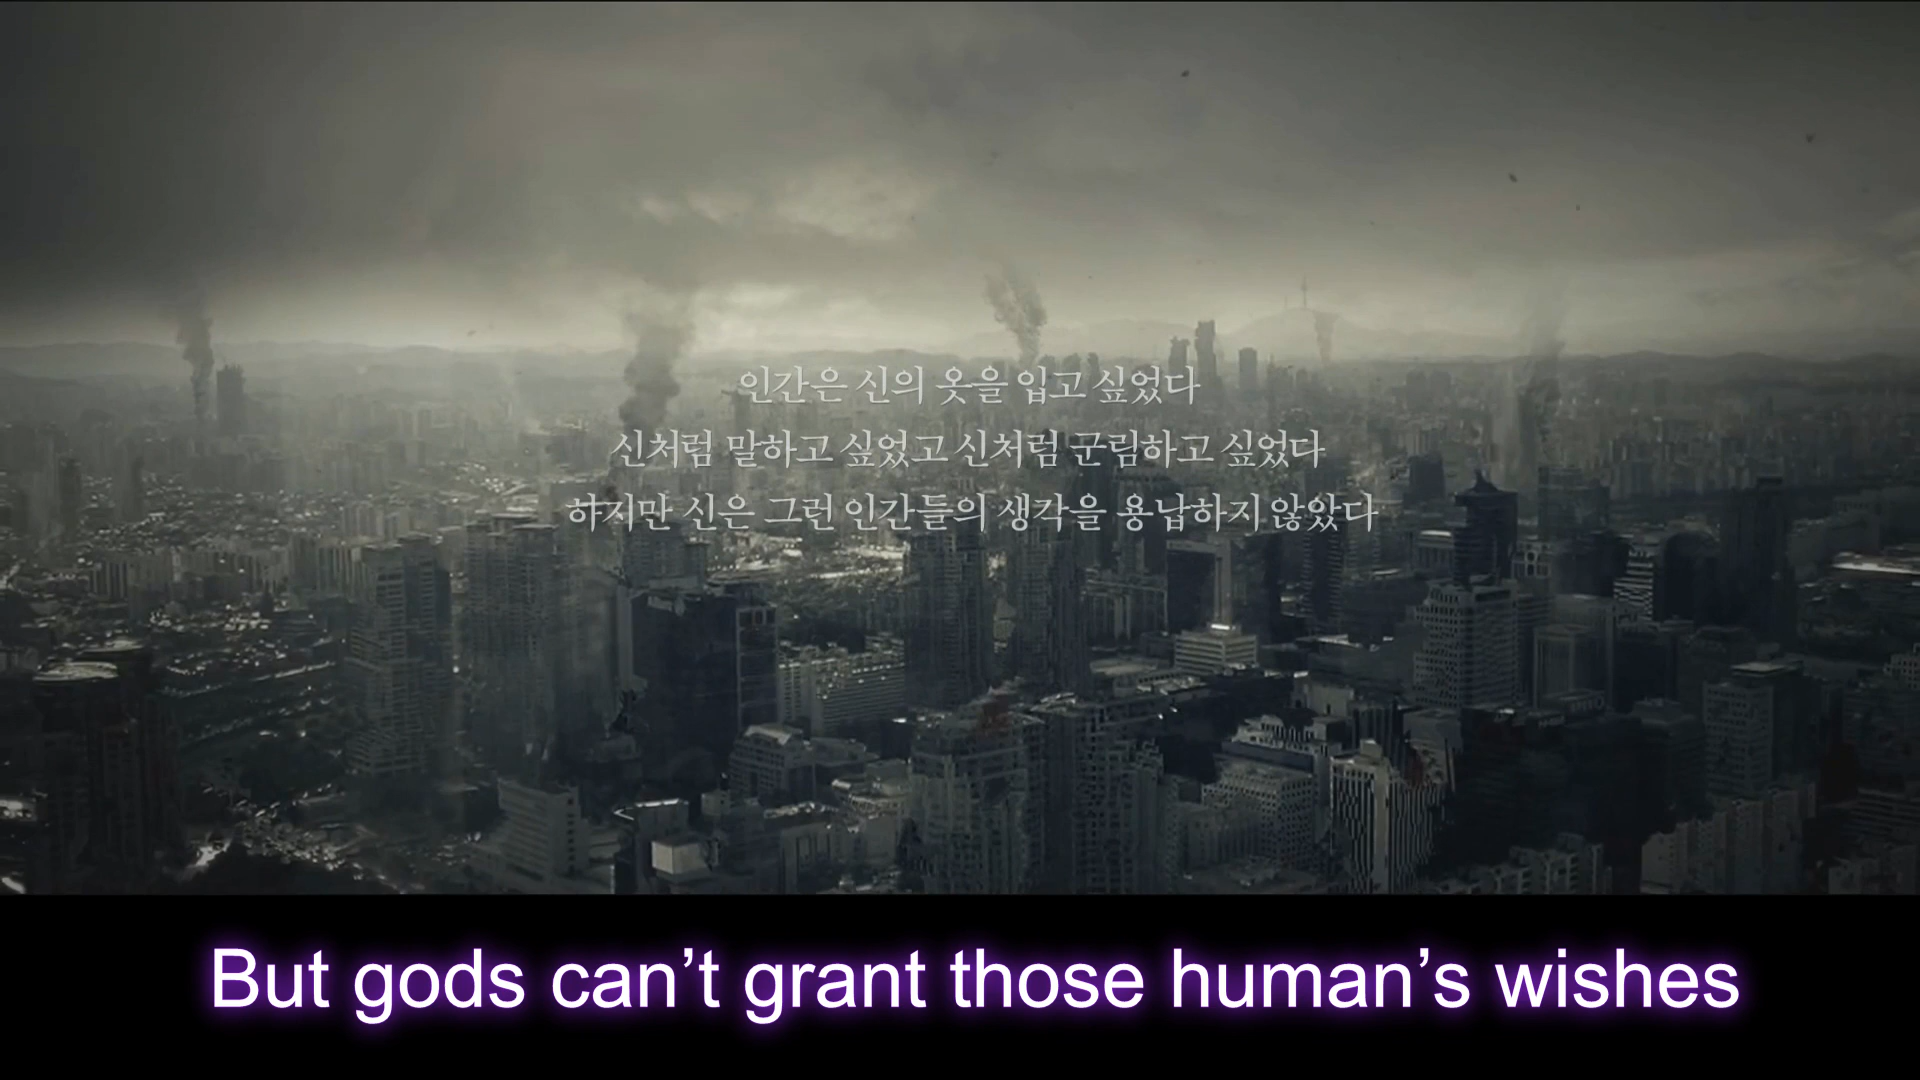 인간은 신의 옷을 입고 싶었다
신처럼 말하고 싶었고 신처럼 군림하고 싶었다
하지만 신은 그런 인간들의 생각을 용납하지 않았다
But gods can’t grant those human’s wishes